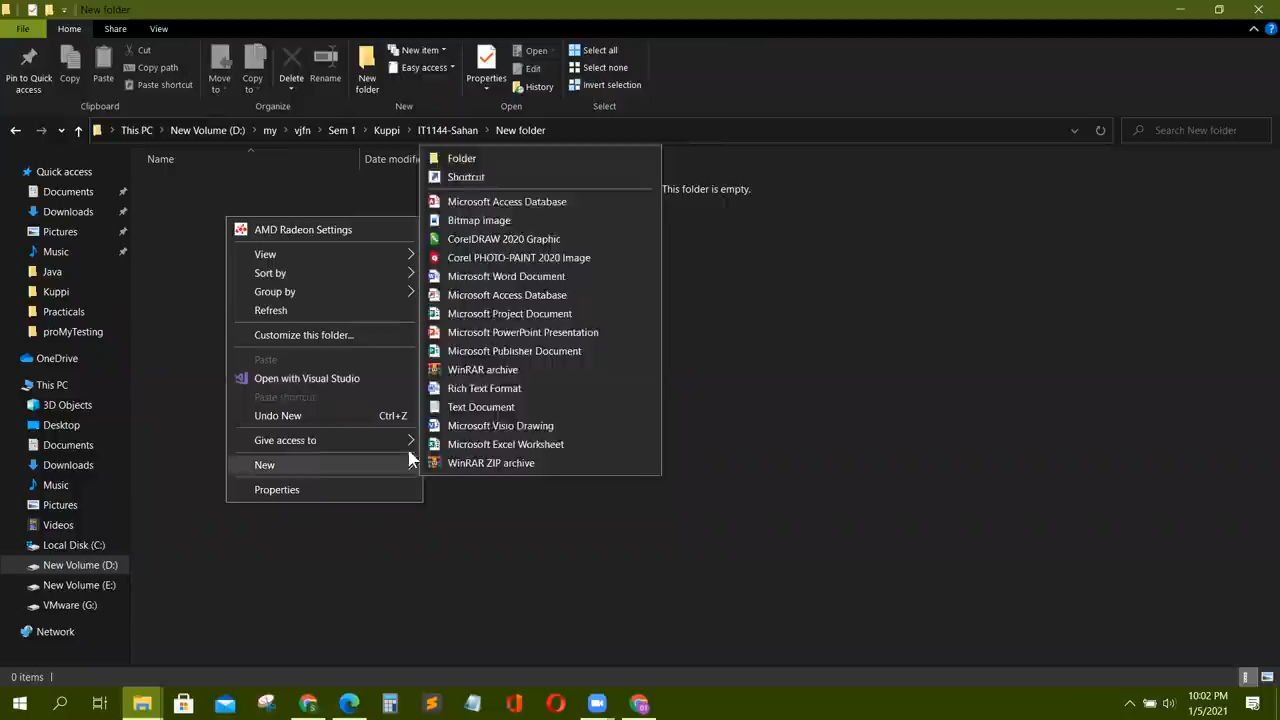 New folder
File
Home
Share
View
Pin to Quick access
Copy
Paste
Cut
Copy path
Paste shortcut
Clipboard
Move to
Copy to
Delete
Rename
Organize
New folder
New item
Easy access
New
Properties
Open
Edit
History
Open
Select all
Select none
Invert selection
Select
This PC
New Volume (D:)
my
vjfn
Sem 1
Kuppi
IT1144-Sahan
New folder
Search New folder
Name
Date modifi
This folder is empty.
Quick access
Documents
Downloads
Pictures
Music
Java
Kuppi
Practicals
proMyTesting
OneDrive
This PC
3D Objects
Desktop
Documents
Downloads
Music
Pictures
Videos
Local Disk (C:)
New Volume (D:)
New Volume (E:)
VMware (G:)
Network
AMD Radeon Settings
View
Sort by
Group by
Refresh
Customize this folder...
Paste
Open with Visual Studio
Paste shortcut
Undo New Ctrl+Z
Give access to
New
Properties
Folder
Shortcut
Microsoft Access Database
Bitmap image
CorelDRAW 2020 Graphic
Corel PHOTO-PAINT 2020 Image
Microsoft Word Document
Microsoft Access Database
Microsoft Project Document
Microsoft PowerPoint Presentation
Microsoft Publisher Document
WinRAR archive
Rich Text Format
Text Document
Microsoft Visio Drawing
Microsoft Excel Worksheet
WinRAR ZIP archive
0 items
10:02 PM
1/5/2021